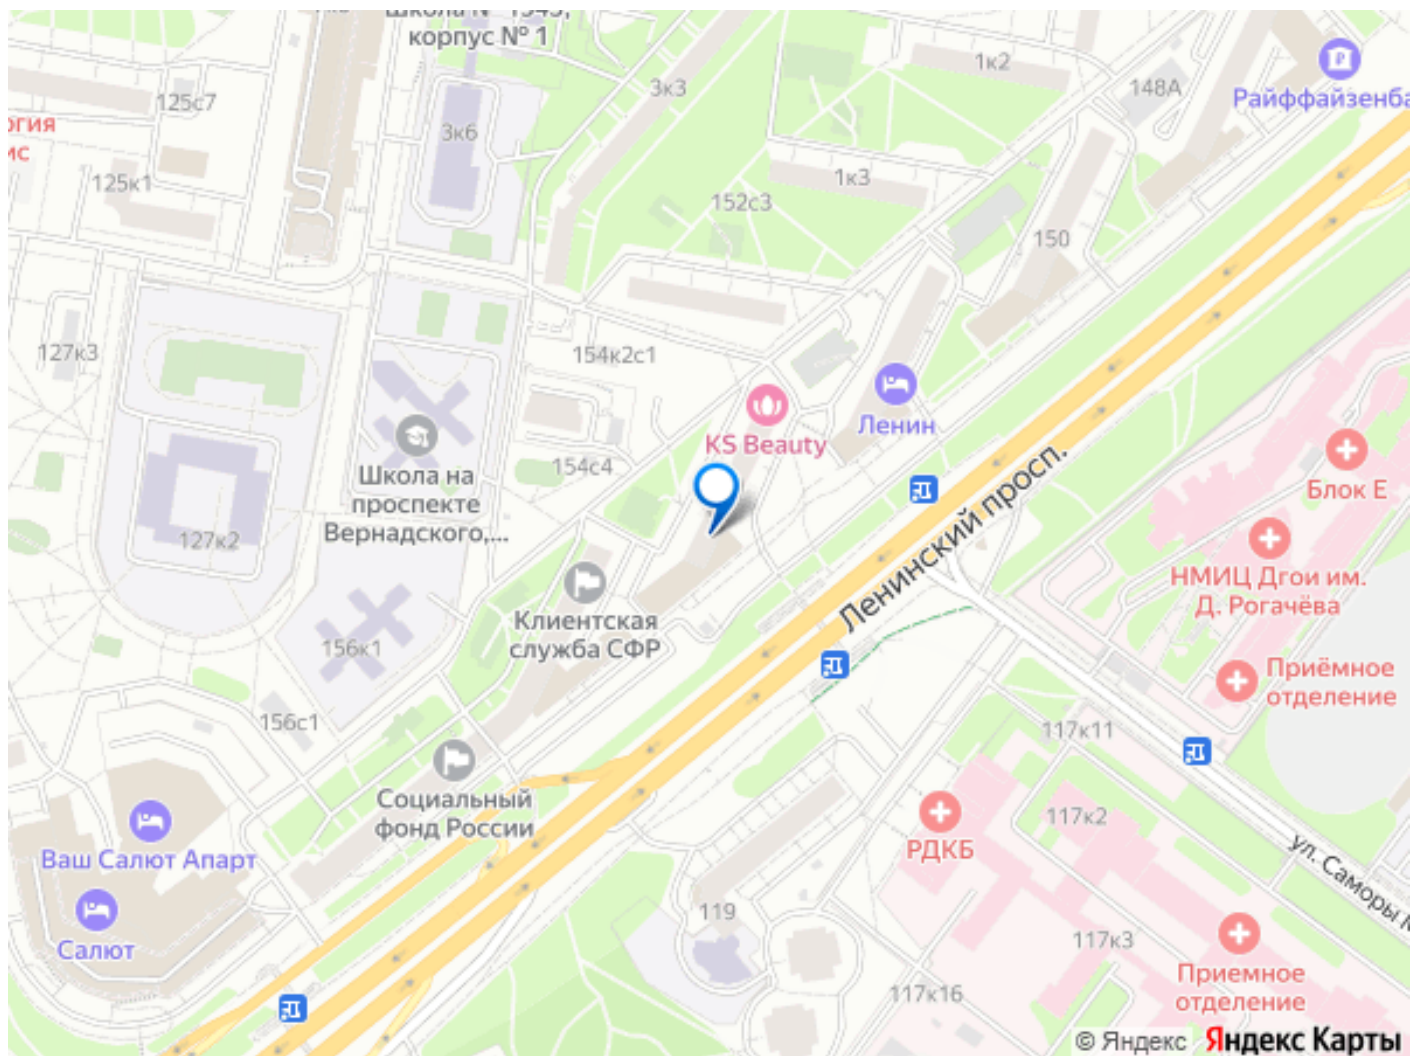 корпус № 1
1к2
148А
3к3
Райффайзенба
125с7
огия
ис
3к6
125к1
1к3
152с3
150
127к3
154к2с1
Ленин
KS Beauty
154с4
Школа на
проспекте
Вернадского,...
127к2
Ленинский просп.
Блок Е
НМИЦ Дгои им.
Д. Рогачёва
Клиентская
служба СФР
156к1
Приёмное
отделение
156с1
117к11
Социальный
фонд России
117к2
РДКБ
Ваш Салют Апарт
ул. Саморы М
119
Салют
117к3
Приемное
отделение
117к16
© Яндекс Яндекс Карты